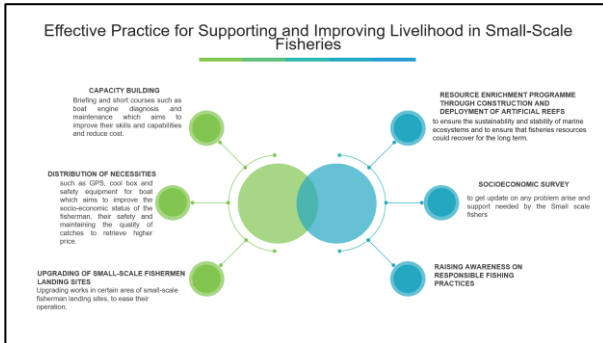 Effective Practice for Supporting and Improving Livelihood in Small-Scale
Fisheries
CAPACITY BUILDING
Briefing and short courses such as
boat engine diagnosis and
maintenance which aims to
improve their skills and capabilities
and reduce cost.
DISTRIBUTION OF NECESSITIES
such as GPS, cool box and
safety equipment for boat
which aims to improve the
socio-economic status of the
fisherman, their safety and
maintaining the quality of
catches to retrieve higher
price.
UPGRADING OF SMALL-SCALE FISHERMEN
LANDING SITES
Upgrading works in certain area of small-scale
fisherman landing sites, to ease their
operation.
RESOURCE ENRICHMENT PROGRAMME
THROUGH CONSTRUCTION AND
DEPLOYMENT OF ARTIFICIAL REEFS
to ensure the sustainability and stability of marine
ecosystems and to ensure that fisheries resources
could recover for the long term.
SOCIOECONOMIC SURVEY
to get update on any problem arise and
support needed by the Small scale
fishers
RAISING AWARENESS ON
RESPONSIBLE FISHING
PRACTICES